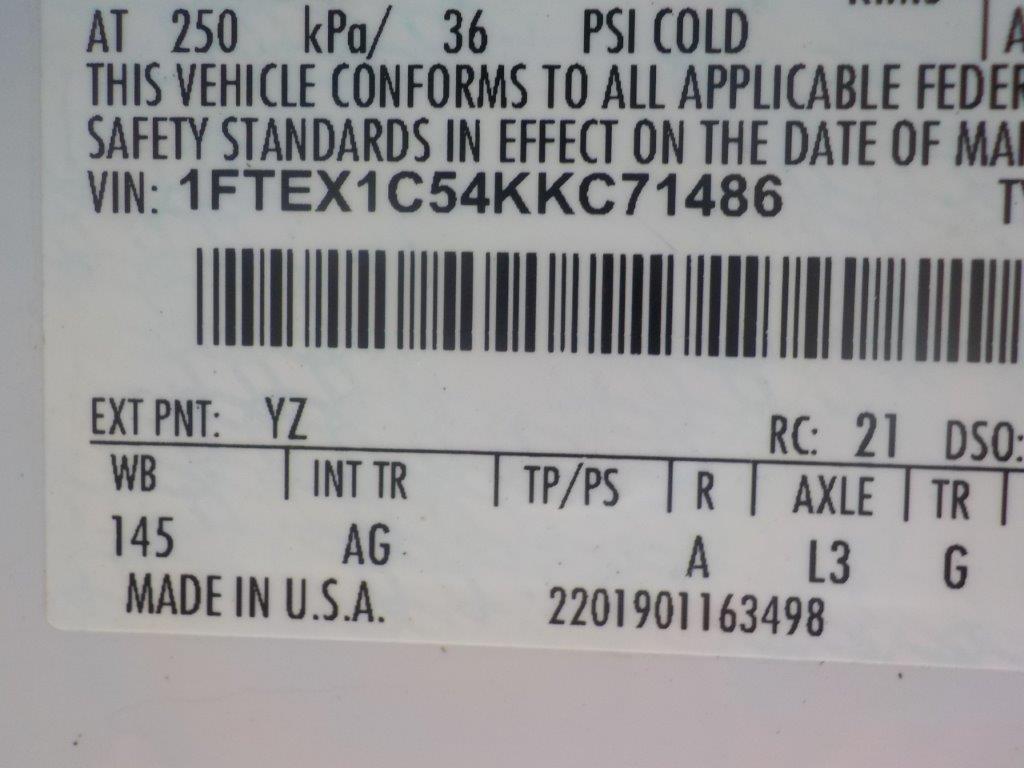 AT 250 kPa/ 36 PSI COLD A
THIS VEHICLE CONFORMS TO ALL APPLICABLE FEDER
SAFETY STANDARDS IN EFFECT ON THE DATE OF MA
VIN: 1FTEX1C54KKC71486 TY
EXT PNT: YZ RC: 21 DSO:
WB INT TR TP/PS R AXLE TR
145 AG A L3 G
MADE IN U.S.A. 2201901163498